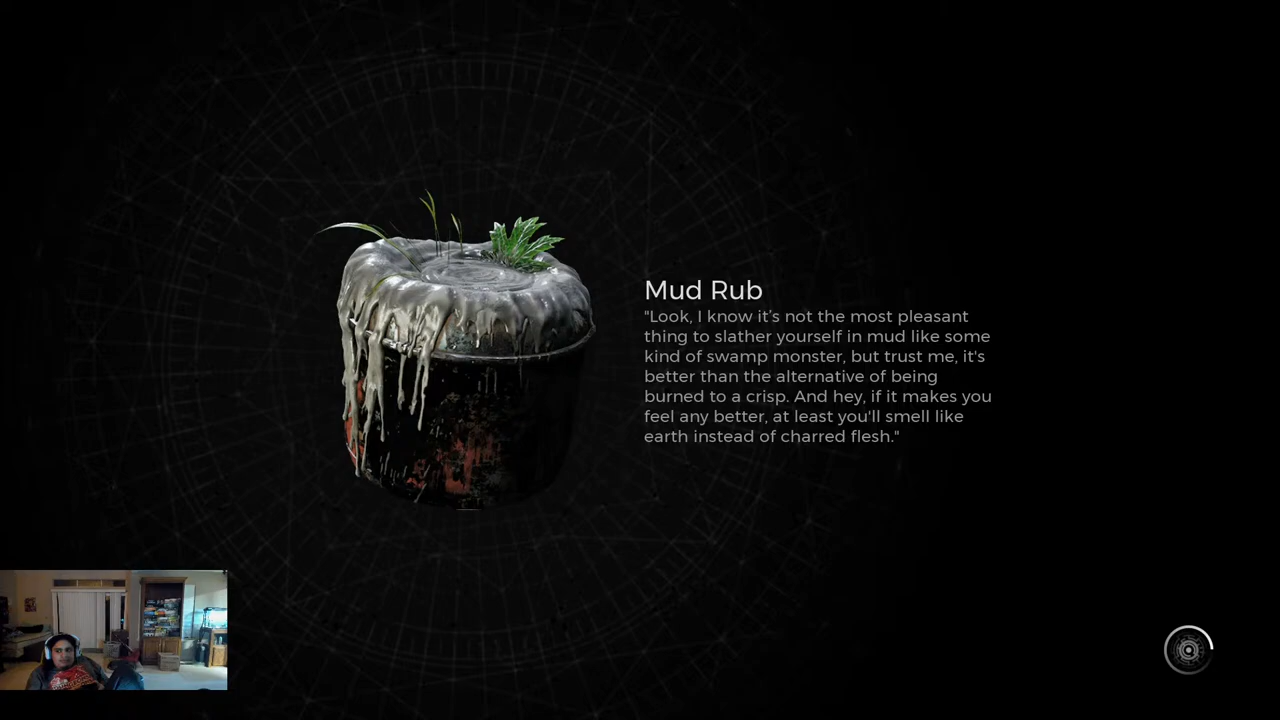 Mud Rub
"Look, I know it's not the most pleasant
thing to slather yourself in mud like some
kind of swamp monster, but trust me, it's
better than the alternative of being
burned to a crisp. And hey, if it makes you
feel any better, at least you'll smell like
earth instead of charred flesh."